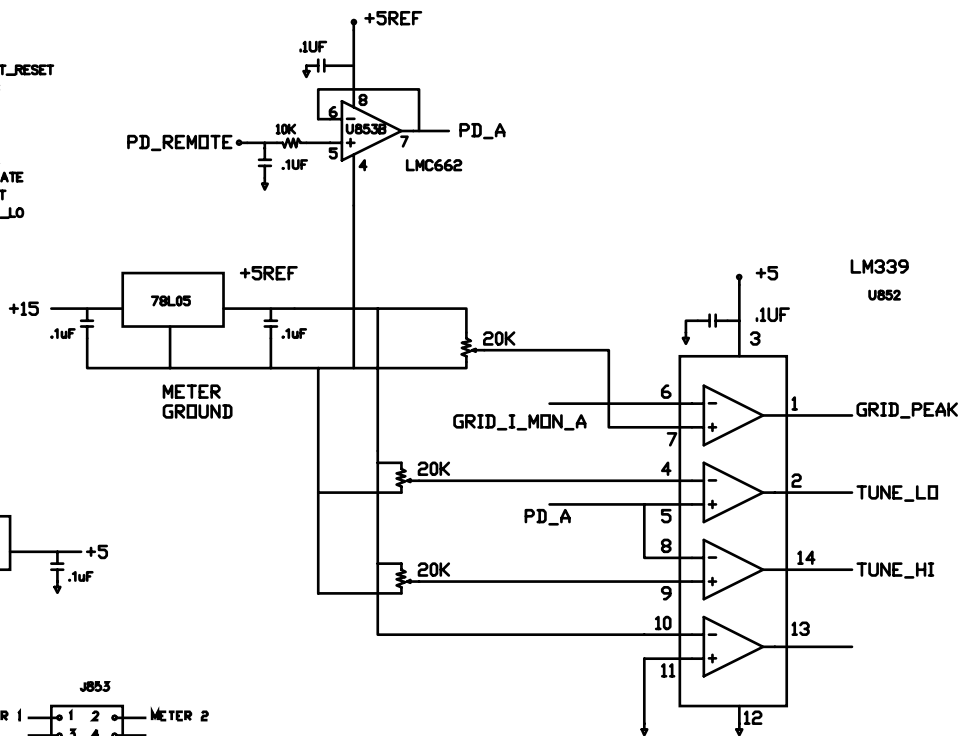 +5REF
.1UF
T_RESET
8
6
U853B
PD_REMOTE
10K
7
PD_A
5
.1UF
4
LMC662
ATE
T
_LO
+5REF
+15
78L05
.1uF
.1uF
METER
GROUND
20K
+5
LM339
U852
.1UF
3
6
1
GRID_PEAK
GRID_I_MON_A
7
20K
4
2
TUNE_LO
PD_A
5
8
14
TUNE_HI
20K
9
10
13
11
12
+5
.1uF
J853
R 1
1 2
METER 2
3 4